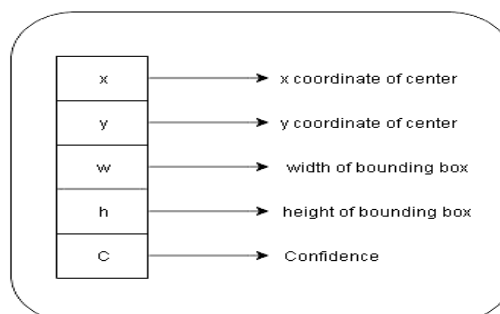 x x coordinate of center
y y coordinate of center
w width of bounding box
h height of bounding box
C Confidence